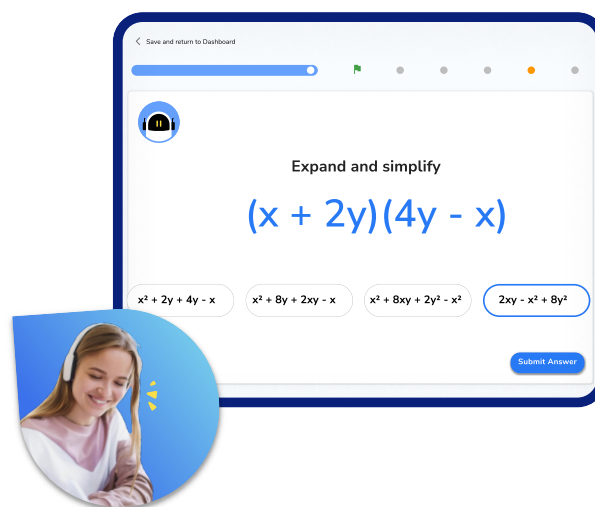 Save and return to Dashboard
Expand and simplify
(x + 2y)(4y - x)
x² + 2y + 4y - x
x² + 8y + 2xy - x
x² + 8xy + 2y² - x²
2xy - x² + 8y²
Submit Answer